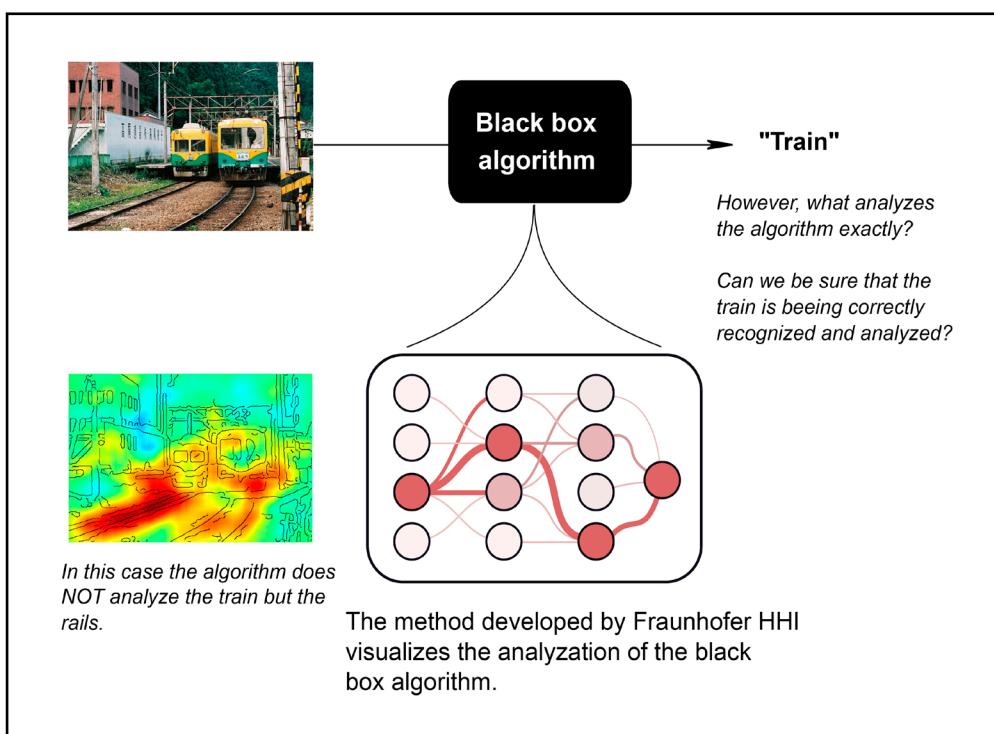 Black box
algorithm
"Train"
However, what analyzes
the algorithm exactly?
Can we be sure that the
train is beeing correctly
recognized and analyzed?
In this case the algorithm does
NOT analyze the train but the
rails.
The method developed by Fraunhofer HHI
visualizes the analyzation of the black
box algorithm.